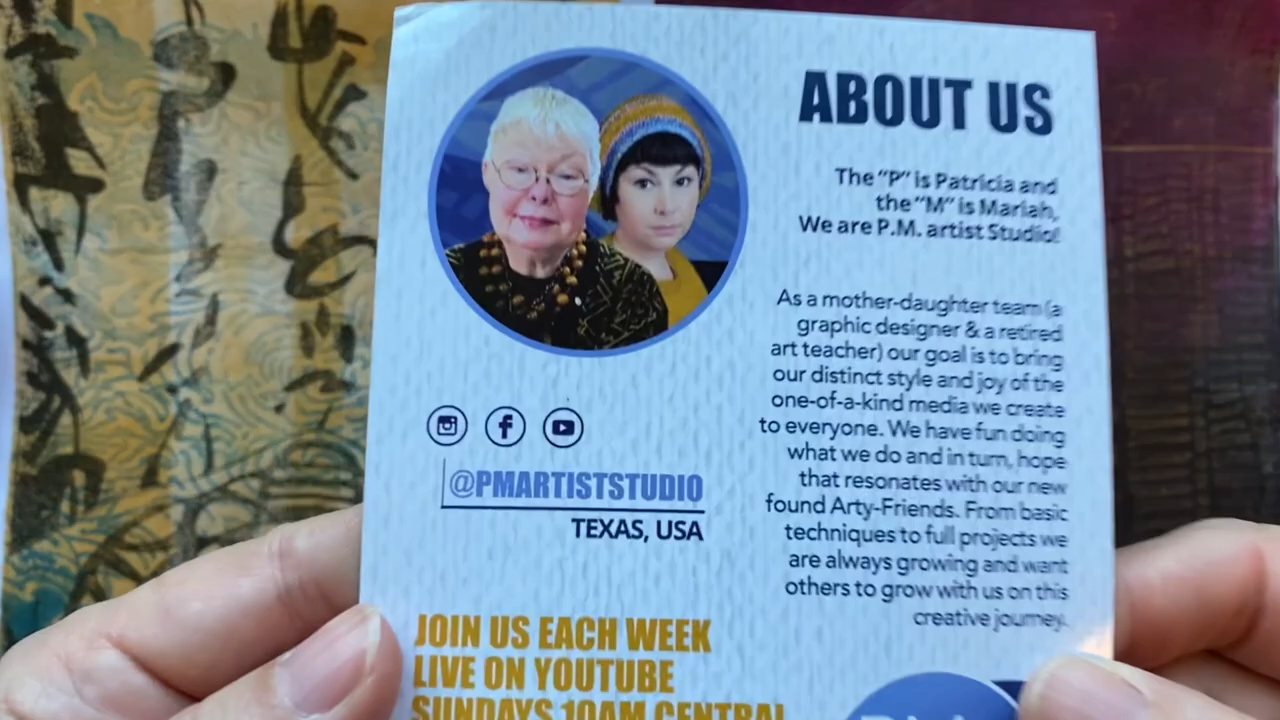 ABOUT US
The "P" is Patricia and
the "M" is Mariah,
We are P.M. artist Studio!
As a mother-daughter team (a
graphic designer & a retired
art teacher) our goal is to bring
our distinct style and joy of the
one-of-a-kind media we create
to everyone. We have fun doing
what we do and in turn, hope
that resonates with our new
found Arty-Friends. From basic
techniques to full projects we
are always growing and want
others to grow with us on this
creative journey.
@PMARTISTSTUDIO
TEXAS, USA
JOIN US EACH WEEK
LIVE ON YOUTUBE
SUNDAYS 10AM CENTRAL